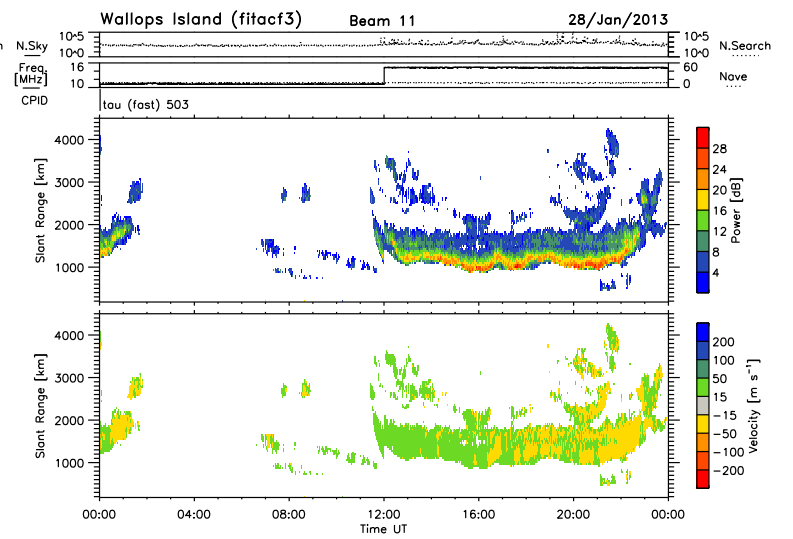 Wallops Island (fitacf3) Beam 11 28/Jan/2013
n N.Sky 10^5 10^0 10^5 10^0 N.Search
Freq. [MHz] 16 10 60 0 Nave
CPID tau (fast) 503
Slant Range [km] 4000 3000 2000 1000
Power [dB] 28 24 20 16 12 8 4
Slant Range [km] 4000 3000 2000 1000
Velocity [m s⁻¹] 200 100 50 15 -15 -50 -100 -200
00:00 04:00 08:00 12:00 16:00 20:00 00:00
Time UT